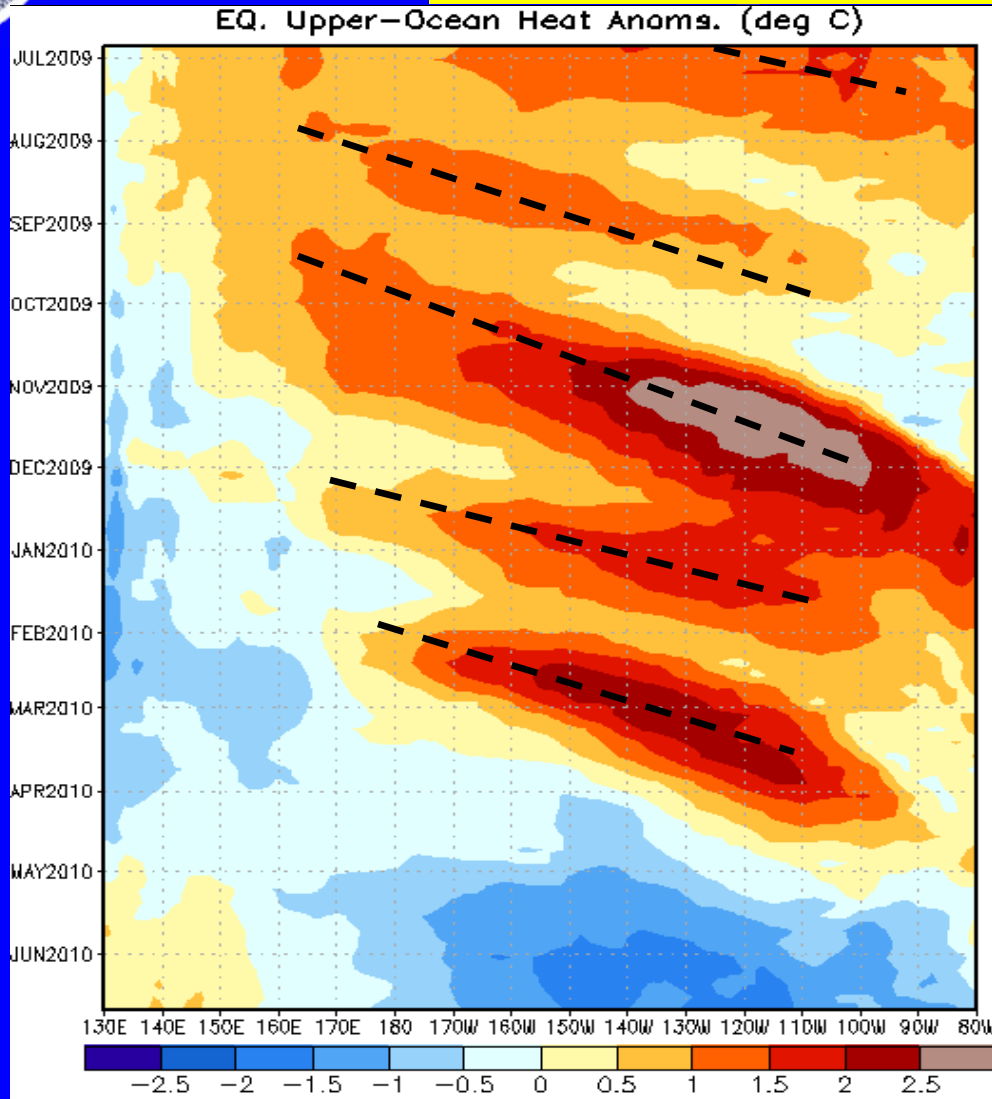 EQ. Upper-Ocean Heat Anoms. (deg C)
JUL2009
AUG2009
SEP2009
OCT2009
NOV2009
DEC2009
JAN2010
FEB2010
MAR2010
APR2010
MAY2010
JUN2010
130E 140E 150E 160E 170E 180 170W 160W 150W 140W 130W 120W 110W 100W 90W 80W
-2.5 -2 -1.5 -1 -0.5 0 0.5 1 1.5 2 2.5